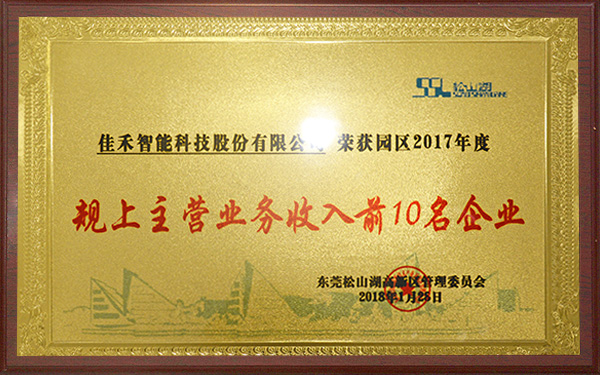 松山湖
佳禾智能科技股份有限公司 荣获园区2017年度
规上主营业务收入前10名企业
东莞松山湖高新区管理委员会
2018年1月25日